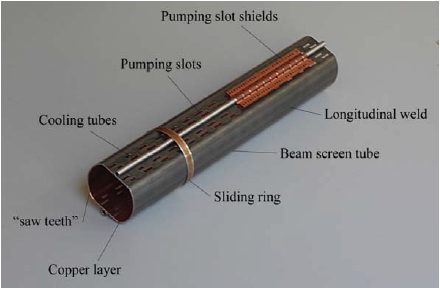 Pumping slot shields
Pumping slots
Cooling tubes
Longitudinal weld
Beam screen tube
Sliding ring
“saw teeth”
Copper layer